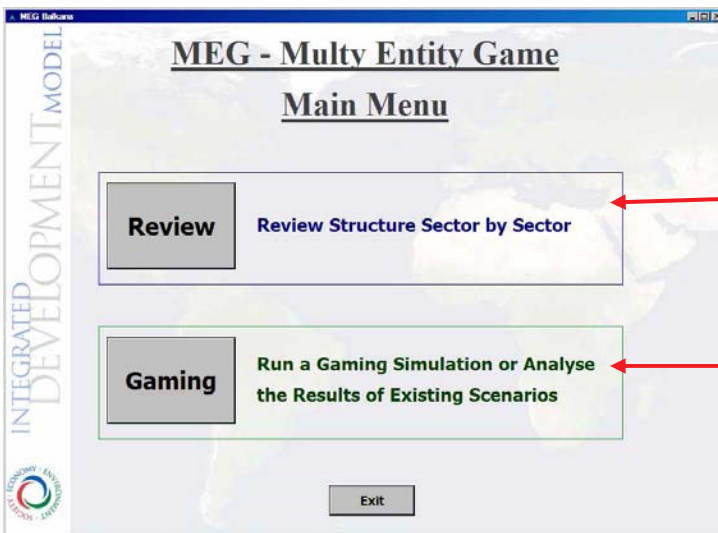 MEG Balkans
MEG - Multy Entity Game
Main Menu
INTEGRATED
DEVELOPMENT MODEL
Review
Review Structure Sector by Sector
Gaming
Run a Gaming Simulation or Analyse
the Results of Existing Scenarios
Exit
SOCIETY - ECONOMY - ENVIRONMENT